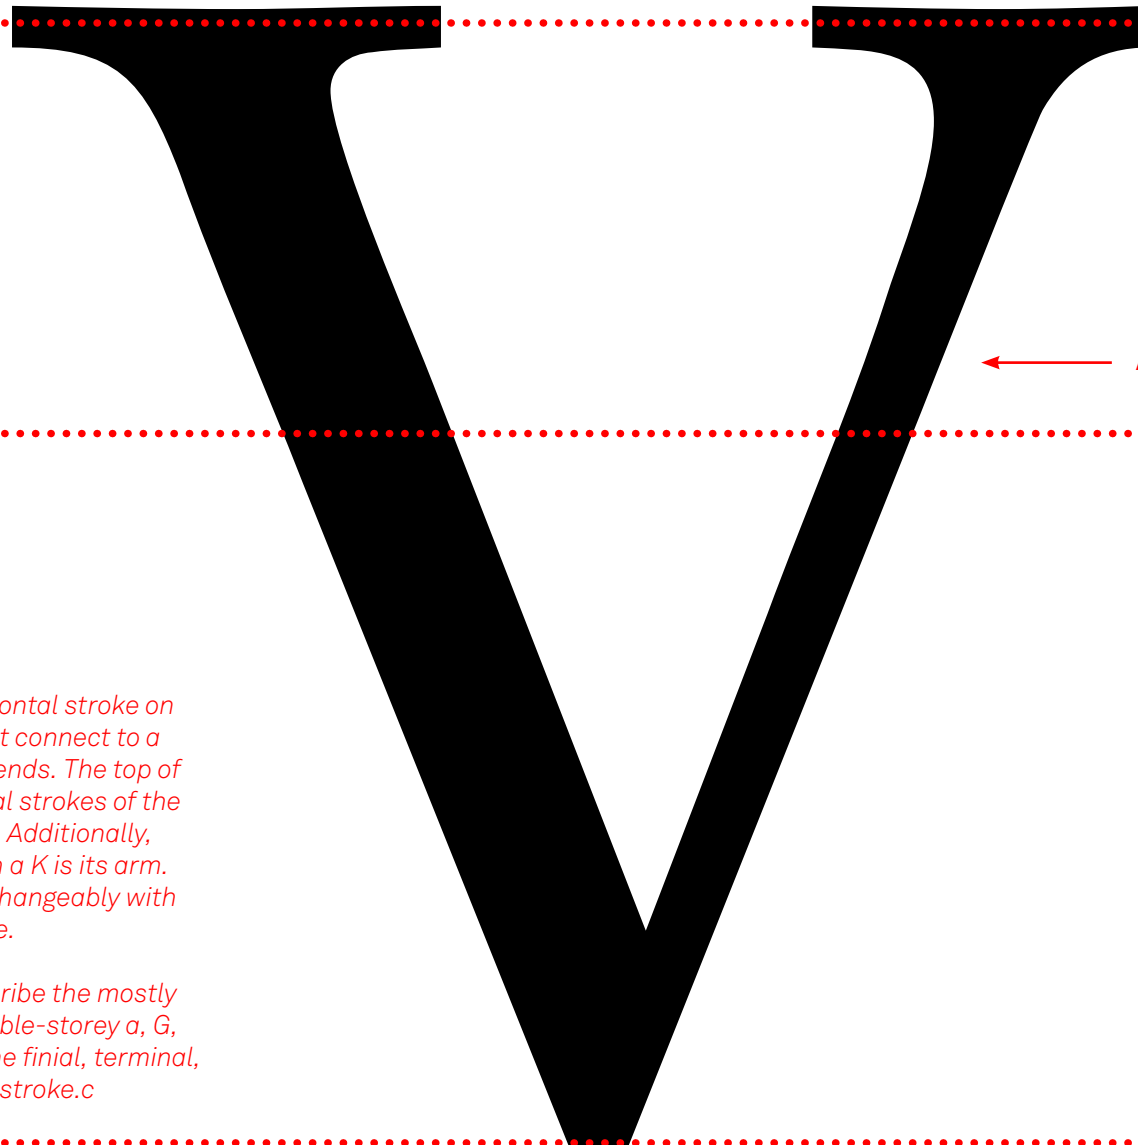 V
ontal stroke on
t connect to a
ends. The top of
al strokes of the
. Additionally,
a K is its arm.
changeably with
e.
ribe the mostly
ble-storey a, G,
e finial, terminal,
stroke.c